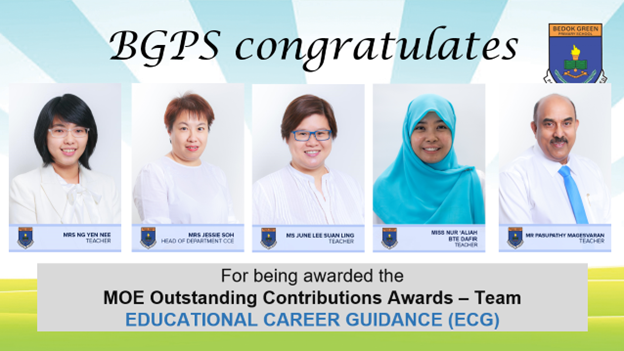 BGPS congratulates
BEDOK GREEN
PRIMARY SCHOOL
MRS NG YEN NEE
TEACHER
MRS JESSIE SOH
HEAD OF DEPARTMENT CCE
MS JUNE LEE SUAN LING
TEACHER
MISS NUR 'ALIAH
BTE DAFIR
TEACHER
MR PASUPATHY MAGESVARAN
TEACHER
For being awarded the
MOE Outstanding Contributions Awards – Team
EDUCATIONAL CAREER GUIDANCE (ECG)